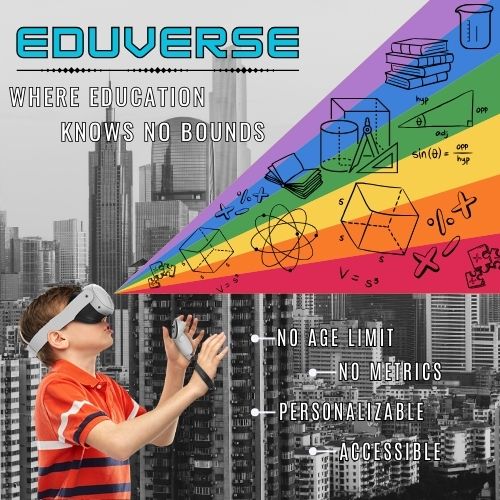 EDUVERSE
WHERE EDUCATION
KNOWS NO BOUNDS
hyp
opp
θ
adj
sin(θ) = opp/hyp
s
s
s
V = s³
V = s³
NO AGE LIMIT
NO METRICS
PERSONALIZABLE
ACCESSIBLE